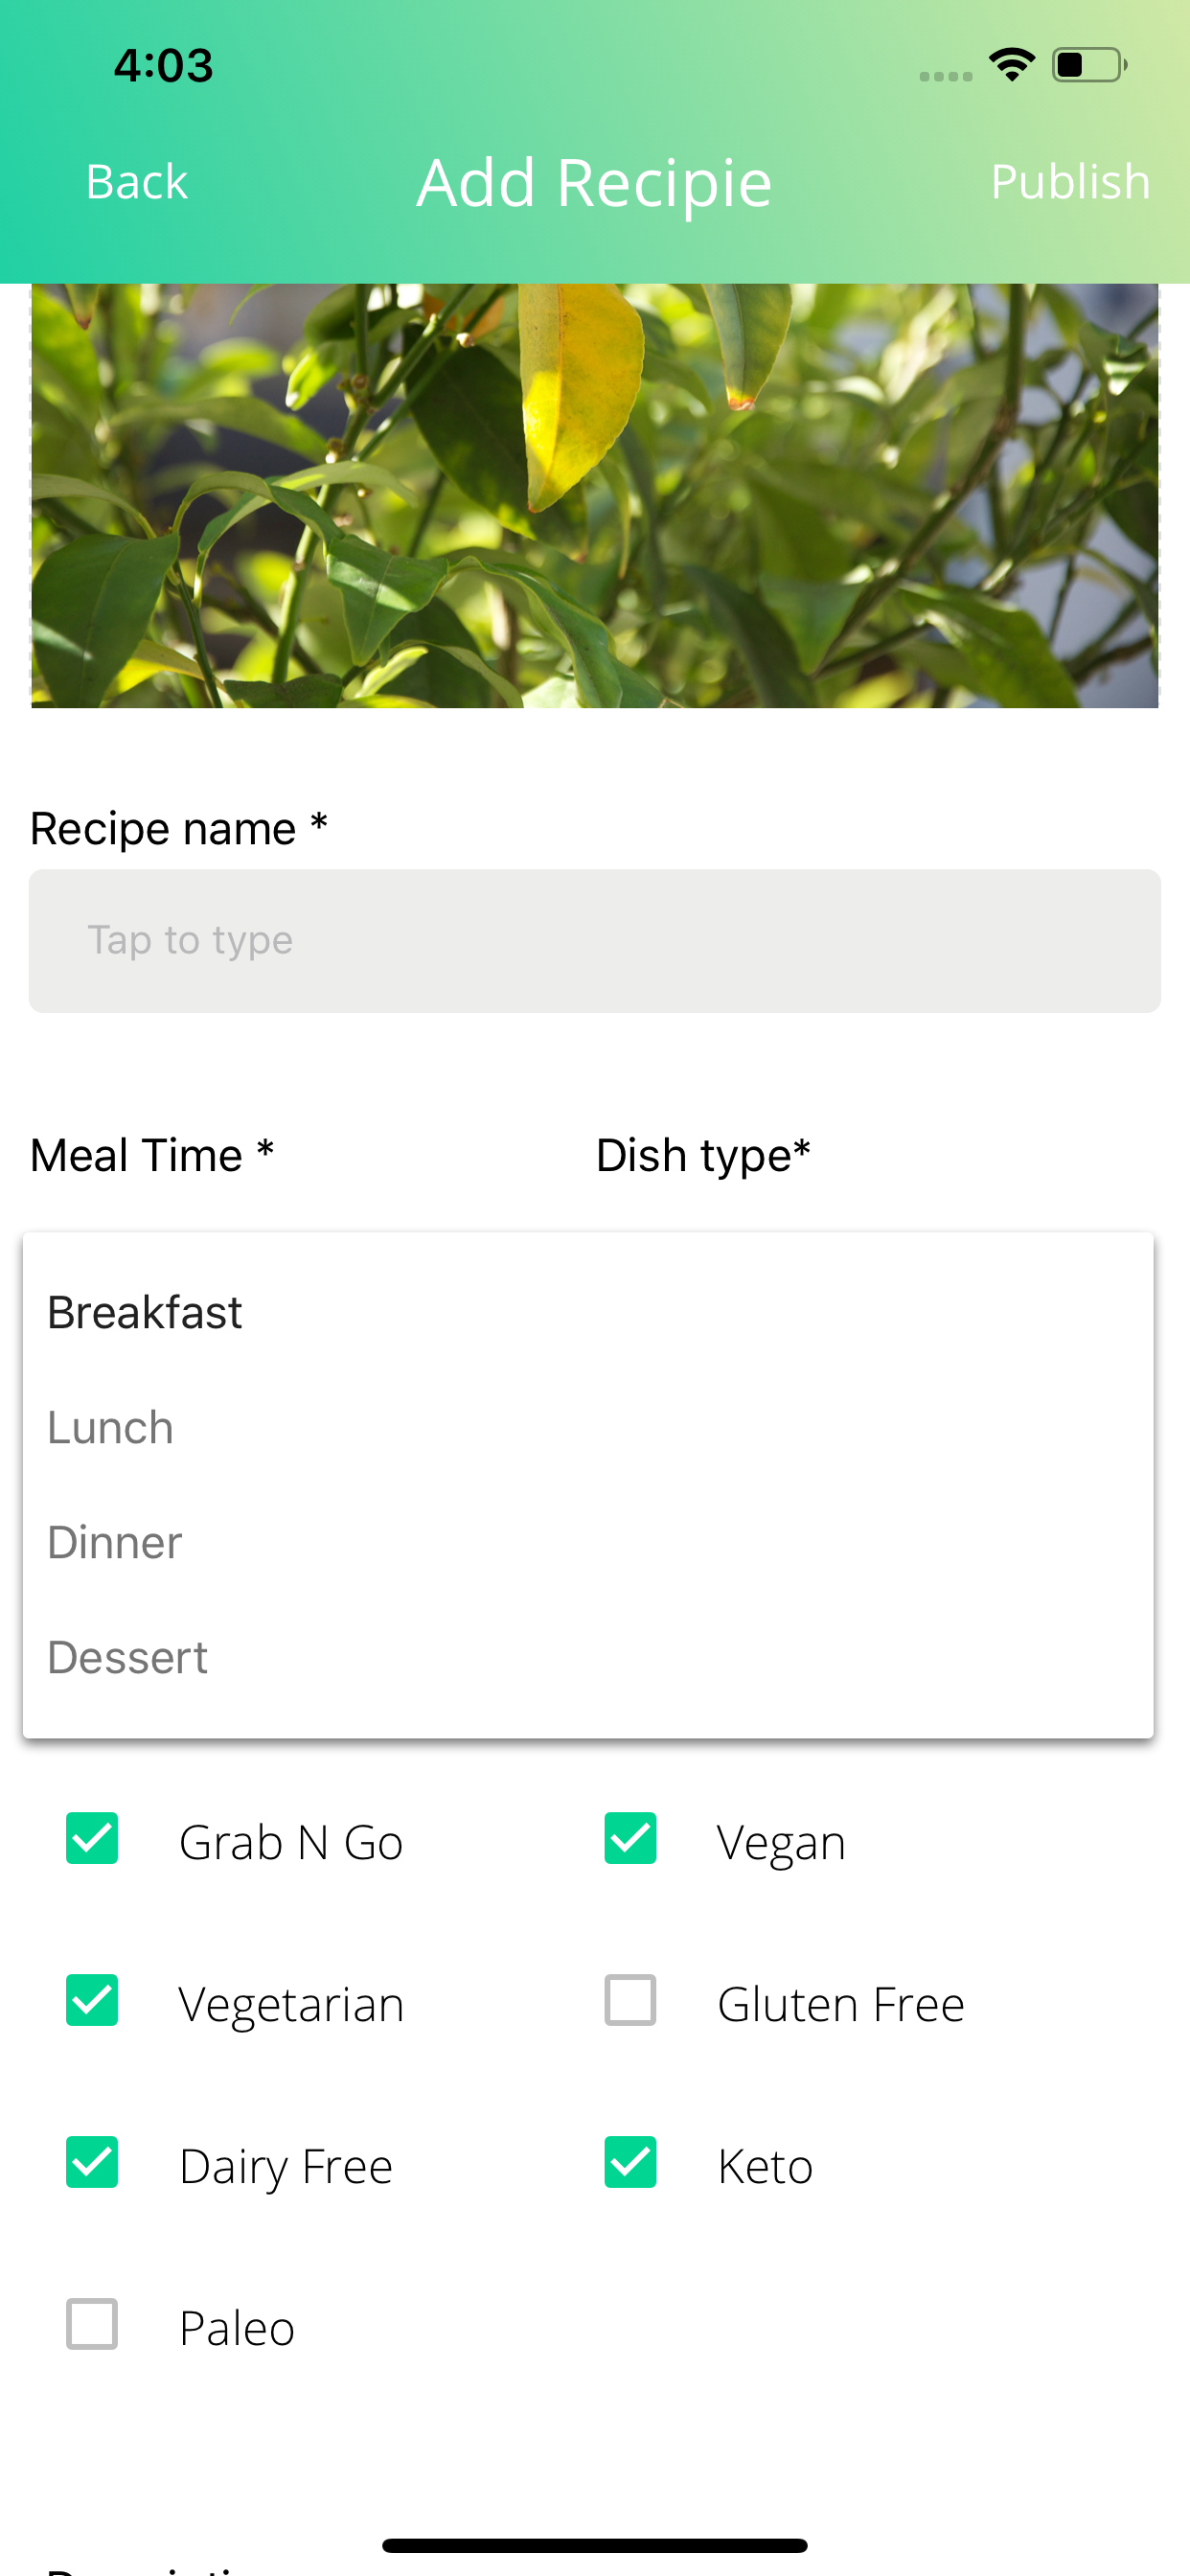 4:03
Back Add Recipie Publish
Recipe name *
Tap to type
Meal Time * Dish type*
Breakfast
Lunch
Dinner
Dessert
Grab N Go Vegan
Vegetarian Gluten Free
Dairy Free Keto
Paleo